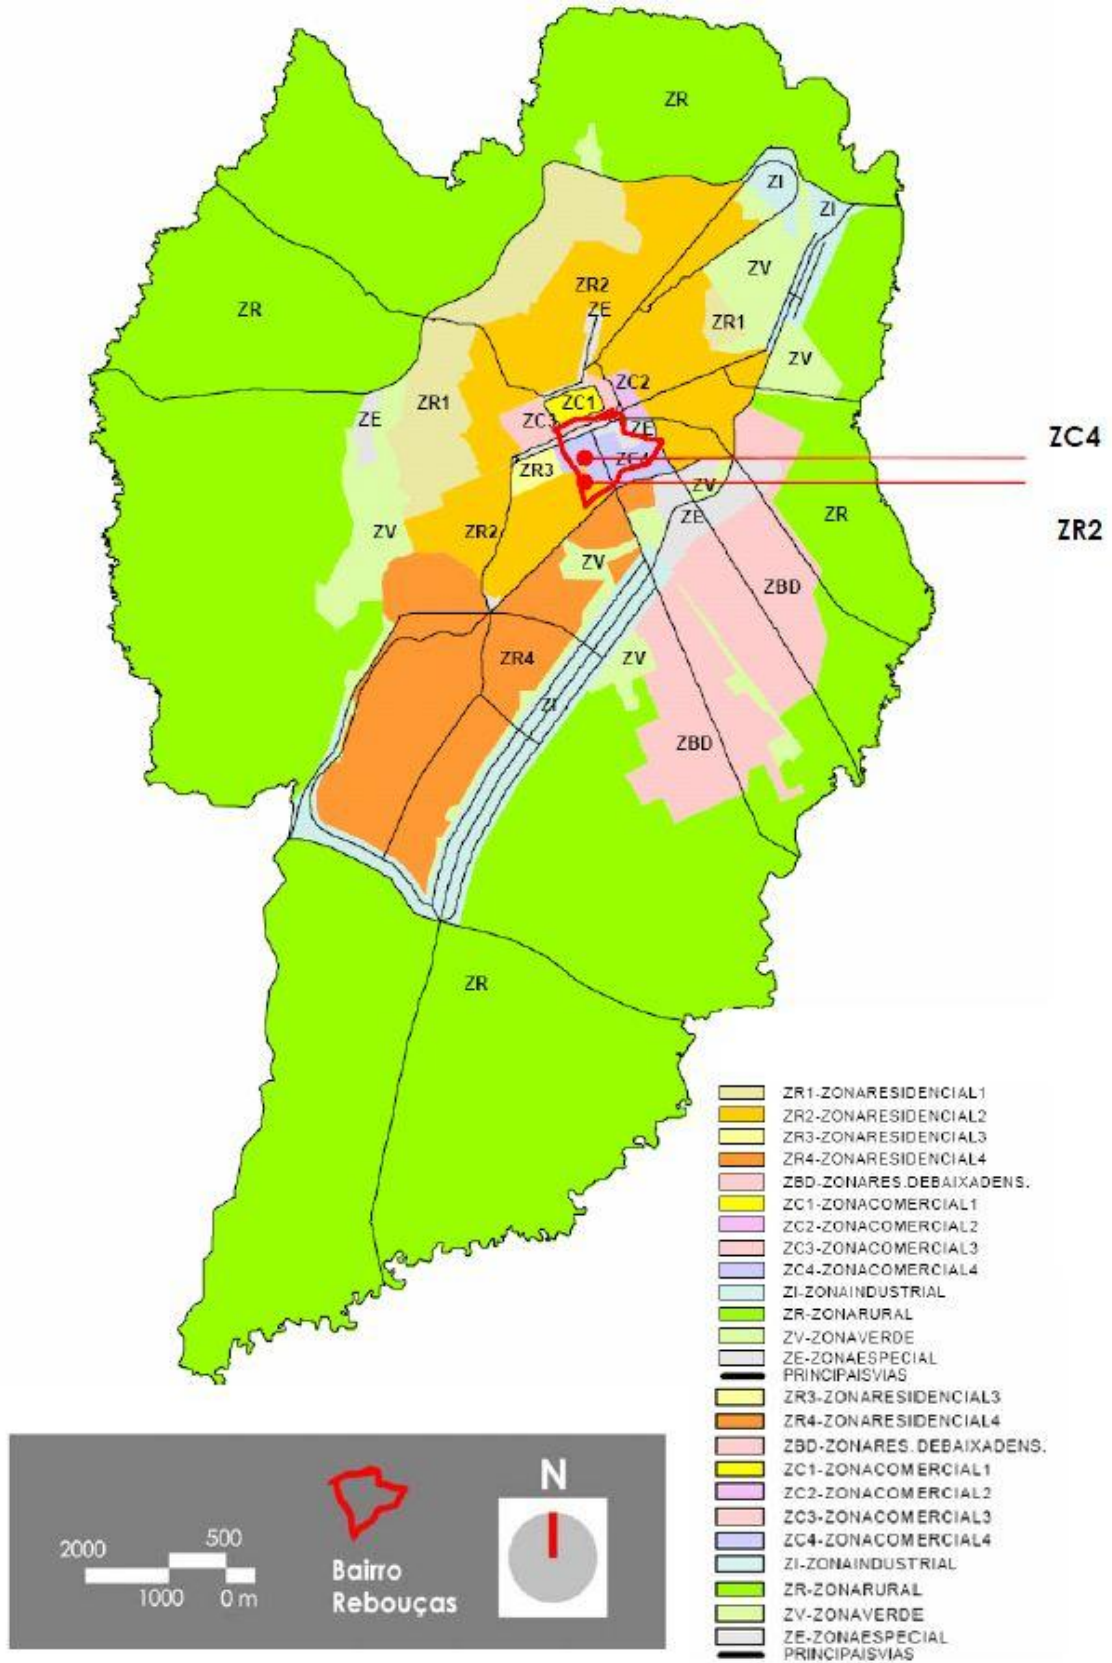 ZR
ZI
ZI
ZV
ZR2
ZR
ZE
ZR1
ZV
ZC2
ZE
ZR1
ZC1
ZC3
ZE
ZC4
ZC4
ZR3
ZV
ZR
ZE
ZR2
ZV
ZR2
ZV
ZBD
ZR4
ZV
ZI
ZBD
ZR
ZR1-ZONARESIDENCIAL1
ZR2-ZONARESIDENCIAL2
ZR3-ZONARESIDENCIAL3
ZR4-ZONARESIDENCIAL4
ZBD-ZONARES.DEBAIXADENS.
ZC1-ZONACOMERCIAL1
ZC2-ZONACOMERCIAL2
ZC3-ZONACOMERCIAL3
ZC4-ZONACOMERCIAL4
ZI-ZONAINDUSTRIAL
ZR-ZONARURAL
ZV-ZONAVERDE
ZE-ZONAESPECIAL
PRINCIPAISVIAS
ZR3-ZONARESIDENCIAL3
ZR4-ZONARESIDENCIAL4
ZBD-ZONARES.DEBAIXADENS.
ZC1-ZONACOMERCIAL1
ZC2-ZONACOMERCIAL2
ZC3-ZONACOMERCIAL3
ZC4-ZONACOMERCIAL4
ZI-ZONAINDUSTRIAL
ZR-ZONARURAL
ZV-ZONAVERDE
ZE-ZONAESPECIAL
PRINCIPAISVIAS
2000 500
1000 0 m
Bairro
Rebouças
N